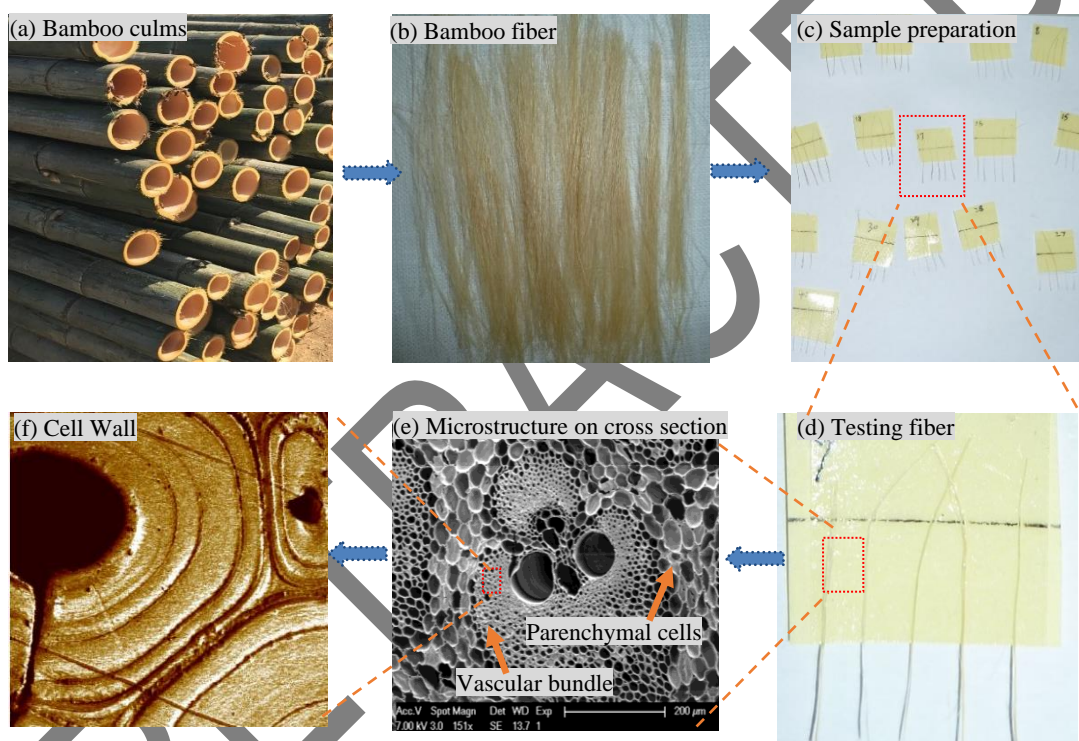 (a) Bamboo culms
(b) Bamboo fiber
(c) Sample preparation
(f) Cell Wall
(e) Microstructure on cross section
(d) Testing fiber
Parenchymal cells
Vascular bundle
Acc.V Spot Magn Det WD Exp 200 µm
7.00 kV 3.0 151x SE 13.7 1